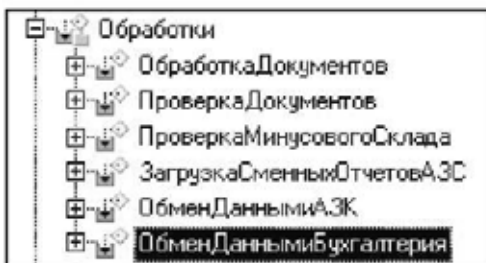 Обработки
ОбработкаДокументов
ПроверкаДокументов
ПроверкаМинусовогоСклада
ЗагрузкаСменныхОтчетовАЗС
ОбменДаннымиАЗК
ОбменДаннымиБухгалтерия